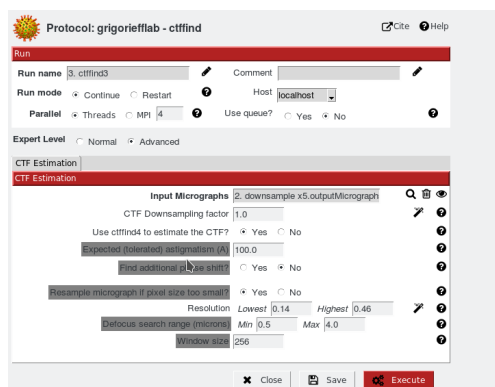 Protocol: grigoriefflab - ctffind Cite Help
Run
Run name 3. ctffind3 Comment
Run mode Continue Restart Host localhost
Parallel Threads MPI 4 Use queue? Yes No
Expert Level Normal Advanced
CTF Estimation
CTF Estimation
Input Micrographs 2. downsample x5.outputMicrograph
CTF Downsampling factor 1.0
Use ctffind4 to estimate the CTF? Yes No
Expected (tolerated) astigmatism (A) 100.0
Find additional phase shift? Yes No
Resample micrograph if pixel size too small? Yes No
Resolution Lowest 0.14 Highest 0.46
Defocus search range (microns) Min 0.5 Max 4.0
Window size 256
Close Save Execute